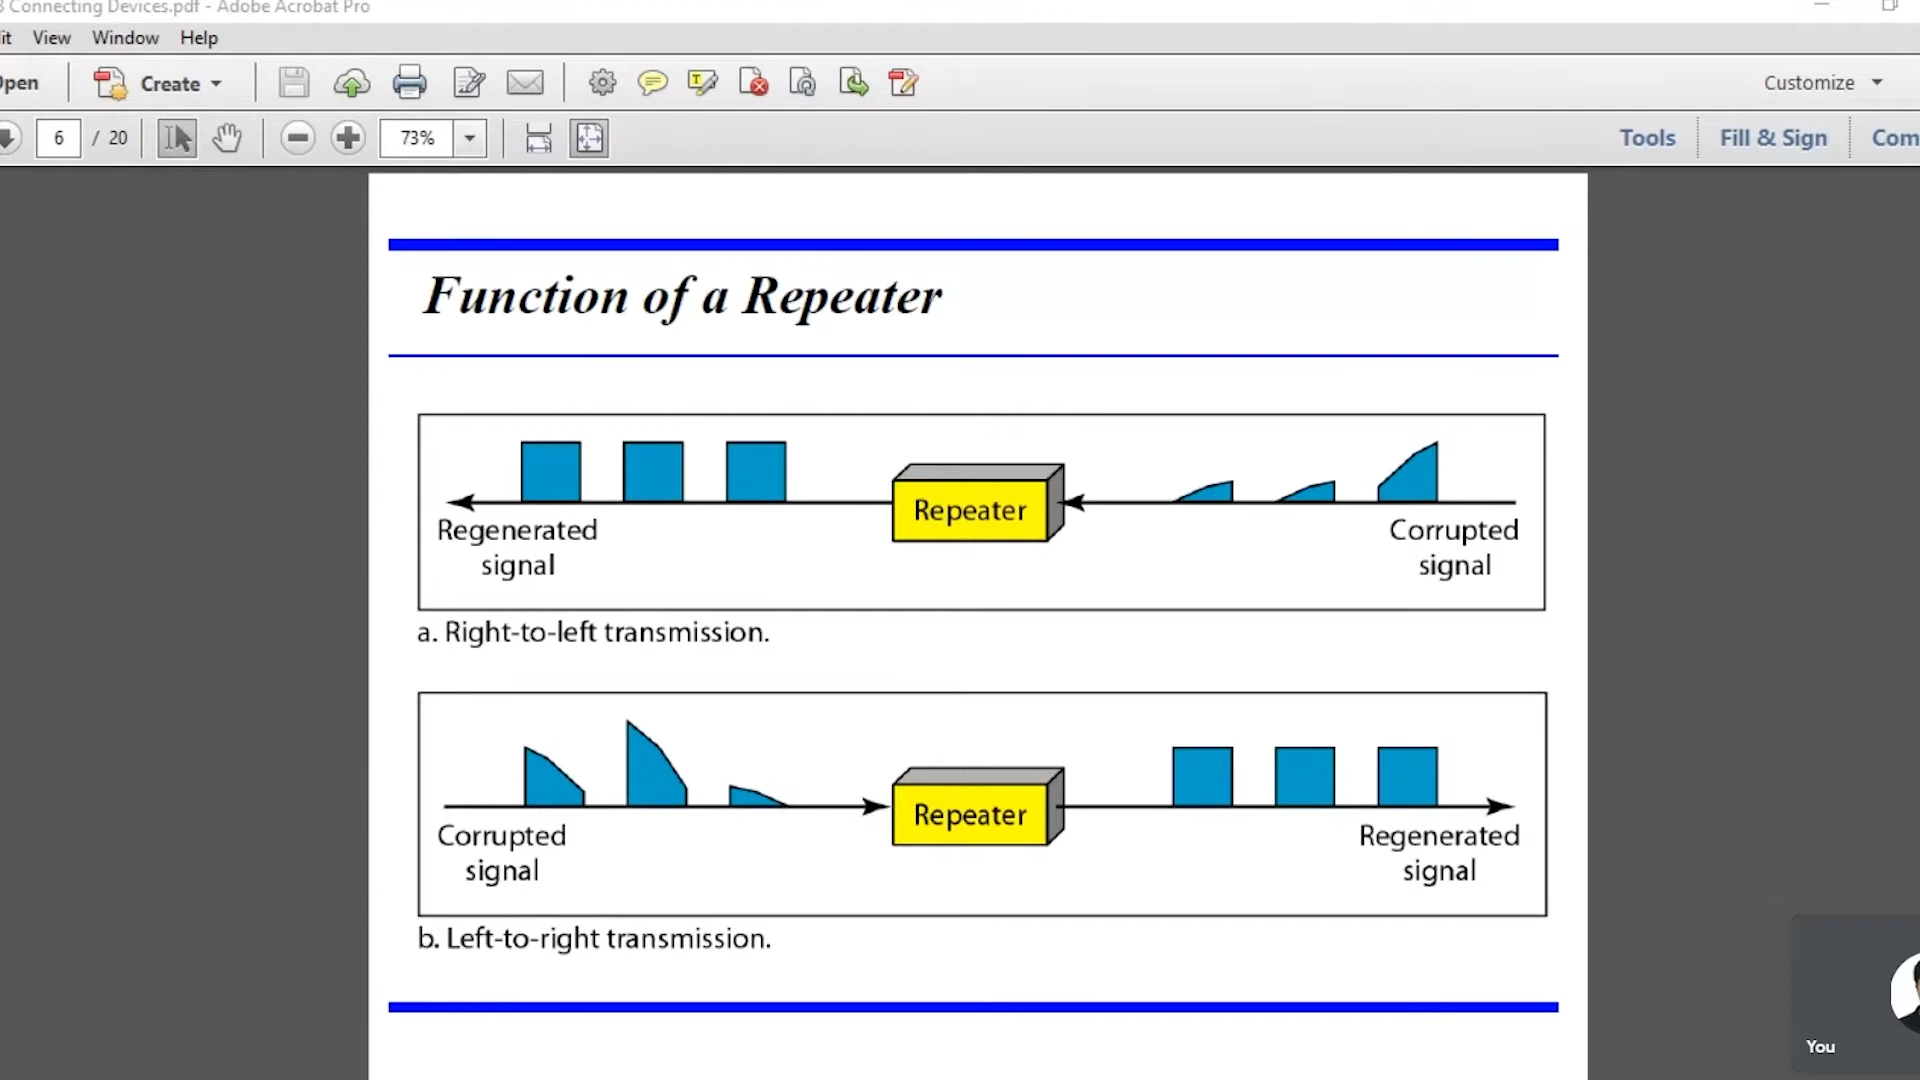 Connecting Devices.pdf - Adobe Acrobat Pro
View Window Help
Create
Customize
6 / 20 73% Tools Fill & Sign
Function of a Repeater
Repeater
Regenerated signal Corrupted signal
a. Right-to-left transmission.
Repeater
Corrupted signal Regenerated signal
b. Left-to-right transmission.
You